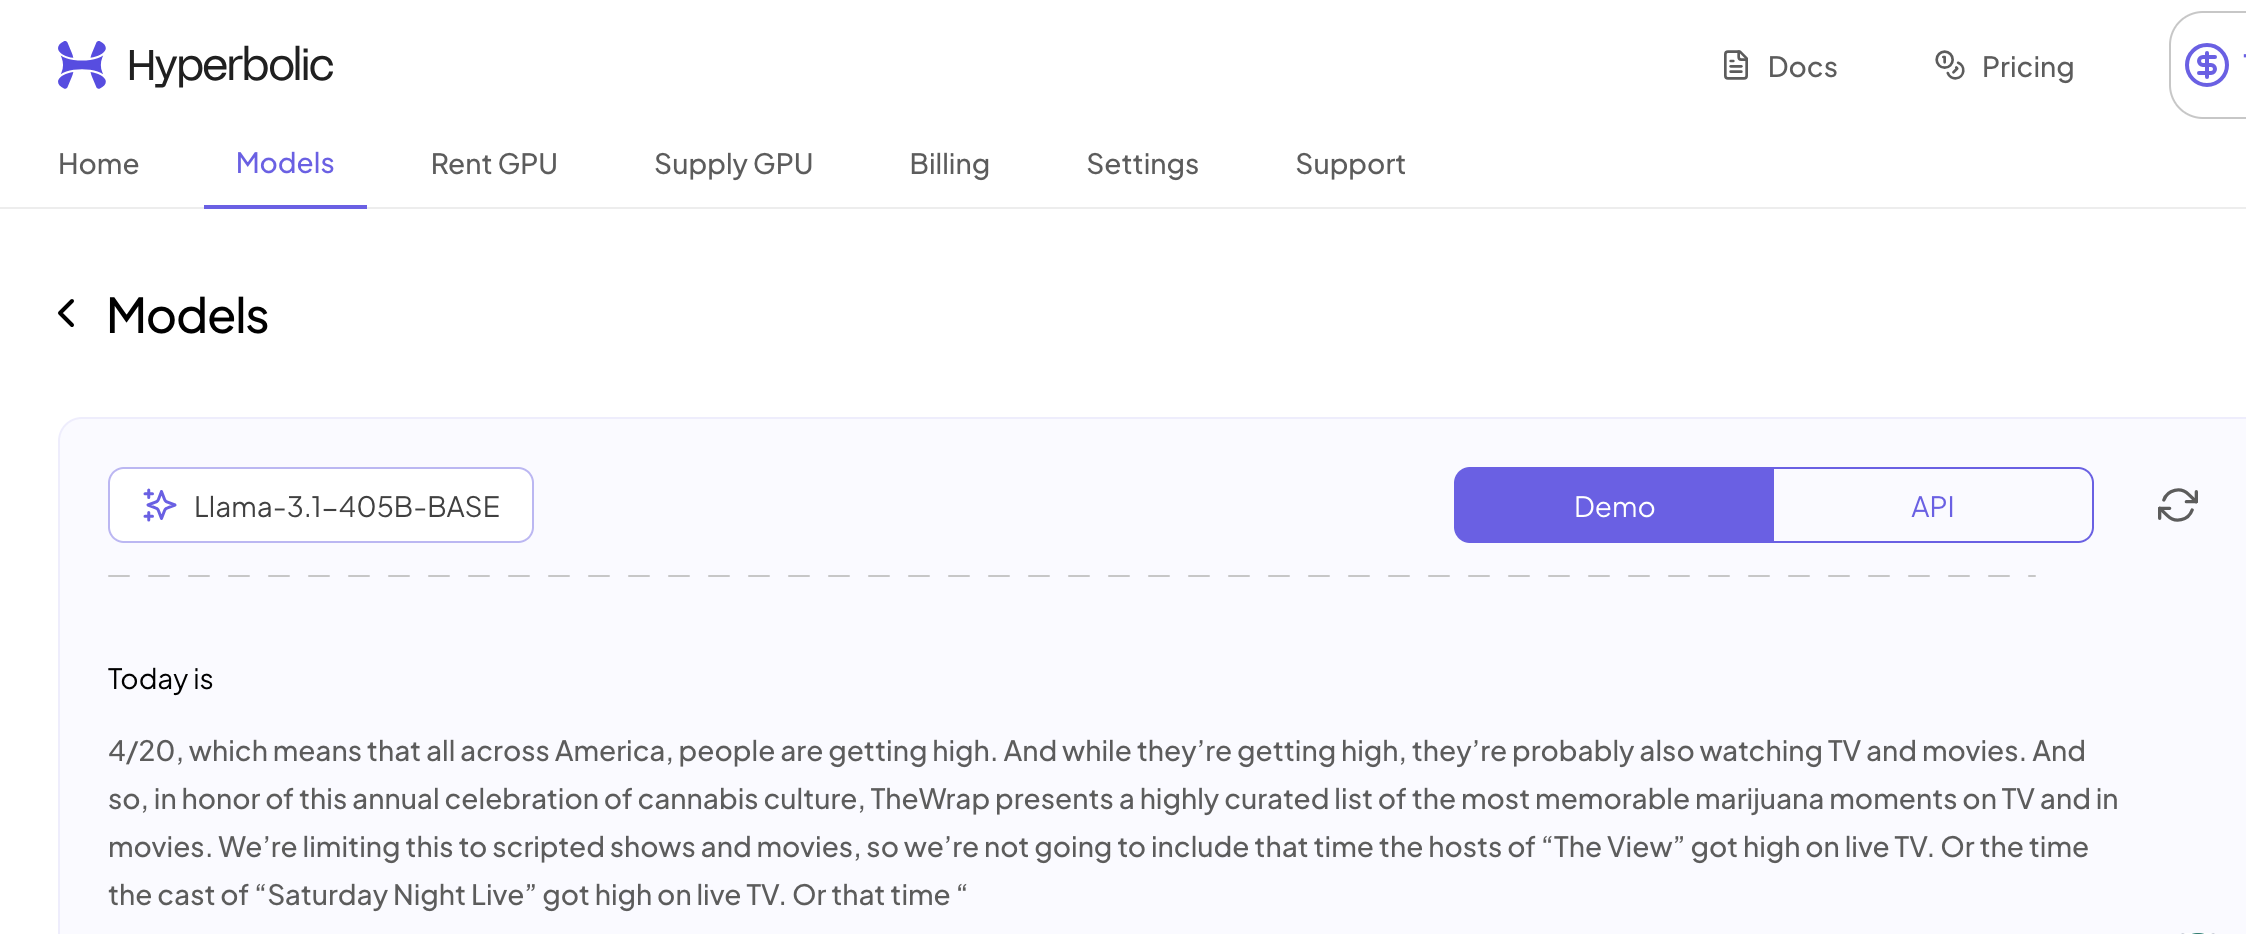 Hyperbolic
Docs
Pricing
Home
Models
Rent GPU
Supply GPU
Billing
Settings
Support
Models
Llama-3.1-405B-BASE
Demo
API
Today is
4/20, which means that all across America, people are getting high. And while they’re getting high, they’re probably also watching TV and movies. And
so, in honor of this annual celebration of cannabis culture, TheWrap presents a highly curated list of the most memorable marijuana moments on TV and in
movies. We’re limiting this to scripted shows and movies, so we’re not going to include that time the hosts of “The View” got high on live TV. Or the time
the cast of “Saturday Night Live” got high on live TV. Or that time “